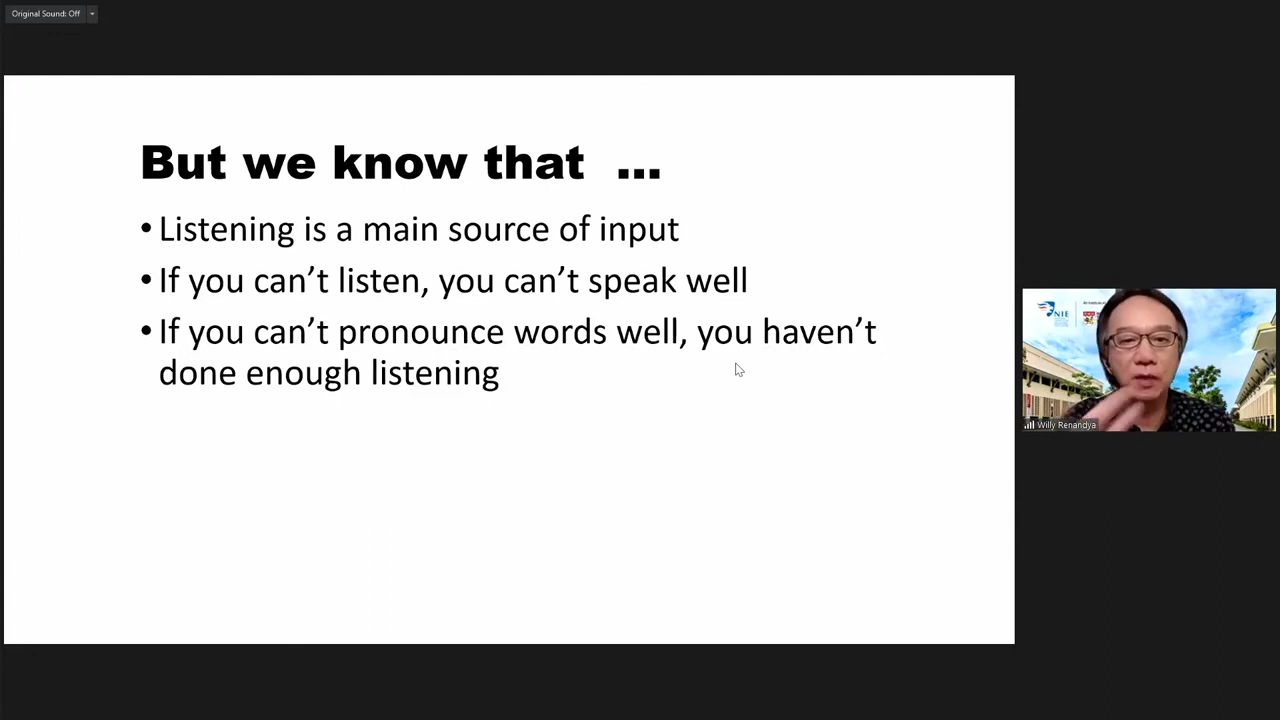 Original Sound: Off
But we know that ...
• Listening is a main source of input
• If you can’t listen, you can’t speak well
• If you can’t pronounce words well, you haven’t
done enough listening
NIE
Willy Renandya